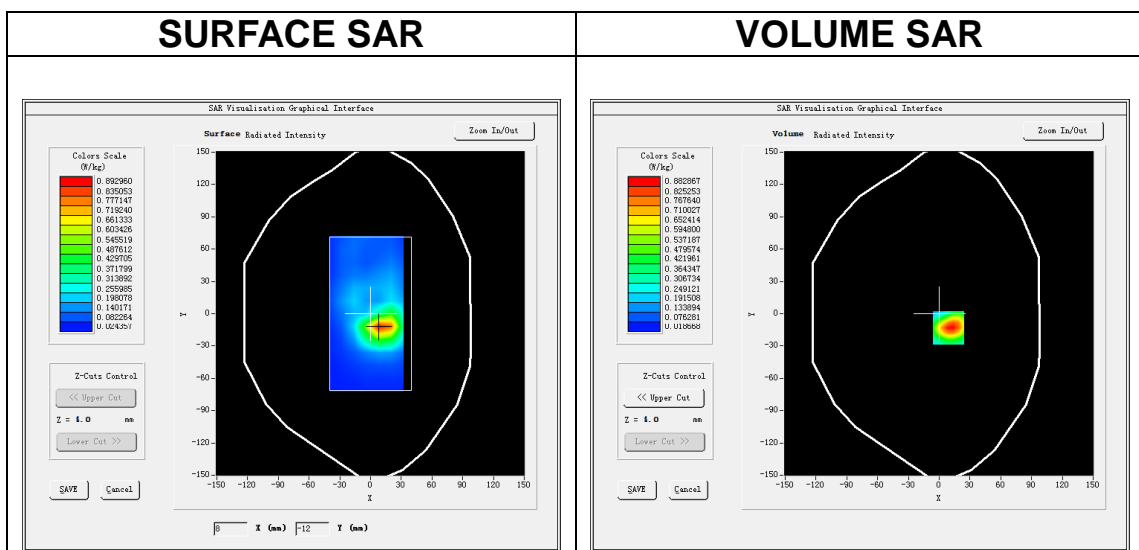 SURFACE SAR
VOLUME SAR
SAR Visualisation Graphical Interface
Surface Radiated Intensity
Zoom In/Out
Colors Scale
(W/kg)
0.892960
0.835053
0.777147
0.719240
0.661333
0.603426
0.545519
0.487612
0.429705
0.371799
0.313892
0.255985
0.198078
0.140171
0.082264
0.024357
Z-Cuts Control
<< Upper Cut
Z = 4.0 mm
Lower Cut >>
SAVE
Cancel
150
120
90
60
30
0
-30
-60
-90
-120
-150
Y
-150 -120 -90 -60 -30 0 30 60 90 120 150
X
8 X (mm) -12 Y (mm)
SAR Visualisation Graphical Interface
Volume Radiated Intensity
Zoom In/Out
Colors Scale
(W/kg)
0.882867
0.825253
0.767640
0.710027
0.652414
0.594800
0.537187
0.479574
0.421961
0.364347
0.306734
0.249121
0.191508
0.133894
0.076281
0.018668
Z-Cuts Control
<< Upper Cut
Z = 4.0 mm
Lower Cut >>
SAVE
Cancel
150
120
90
60
30
0
-30
-60
-90
-120
-150
Y
-150 -120 -90 -60 -30 0 30 60 90 120 150
X